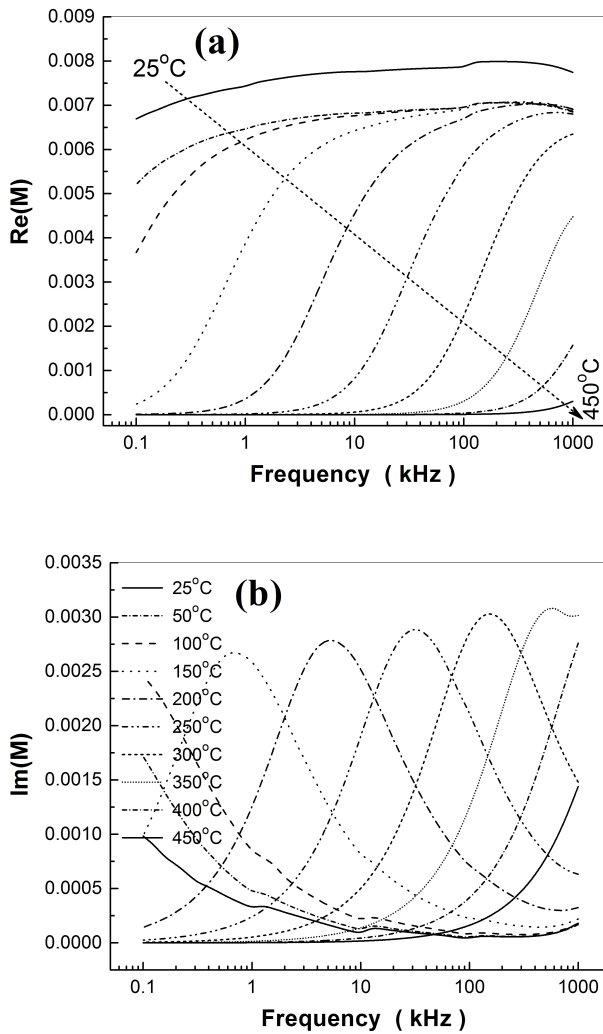 (a)
0.009
0.008
0.007
0.006
0.005
0.004
0.003
0.002
0.001
0.000
Re(M)
25°C
450°C
0.1 1 10 100 1000
Frequency ( kHz)
(b)
0.0035
0.0030
0.0025
0.0020
0.0015
0.0010
0.0005
0.0000
Im(M)
25°C
50°C
100°C
150°C
200°C
250°C
300°C
350°C
400°C
450°C
0.1 1 10 100 1000
Frequency ( kHz)